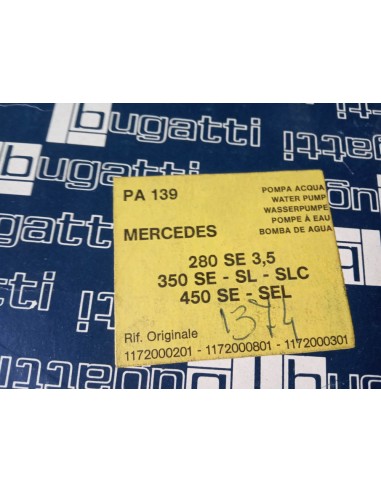 bugatti
PA 139
POMPA ACQUA
WATER PUMP
WASSERPUMPE
POMPE À EAU
BOMBA DE AGUA
MERCEDES
280 SE 3,5
350 SE - SL - SLC
450 SE - SEL
1374
Rif. Originale
1172000201 - 1172000801 - 1172000301
bugatti